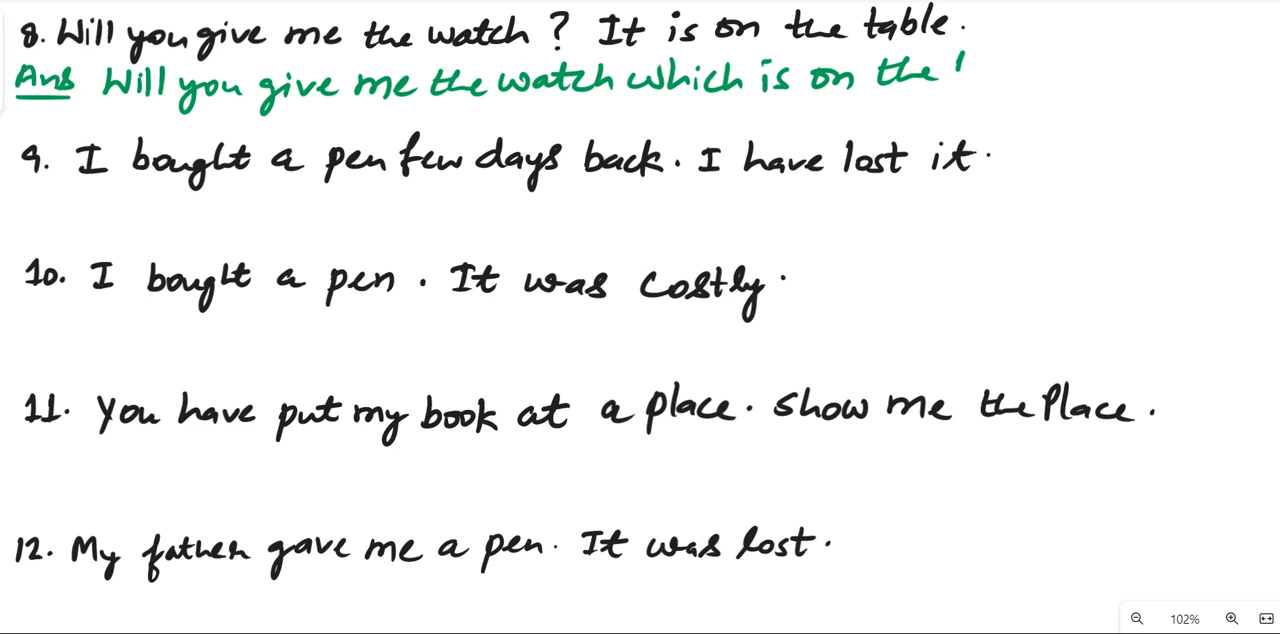 8. Will you give me the watch? It is on the table.
Ans Will you give me the watch which is on the
9. I bought a pen few days back. I have lost it.
10. I bought a pen. It was costly.
11. You have put my book at a place. show me the place.
12. My father gave me a pen. It was lost.
102%